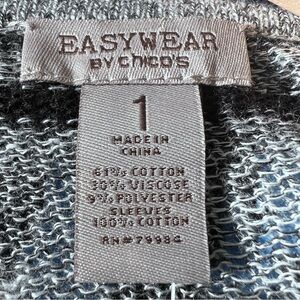 EASYWEAR
BY CHICO'S
1
MADE IN
CHINA
61% COTTON
30% VISCOSE
9% POLYESTER
SLEEVES
100% COTTON
RN#79984